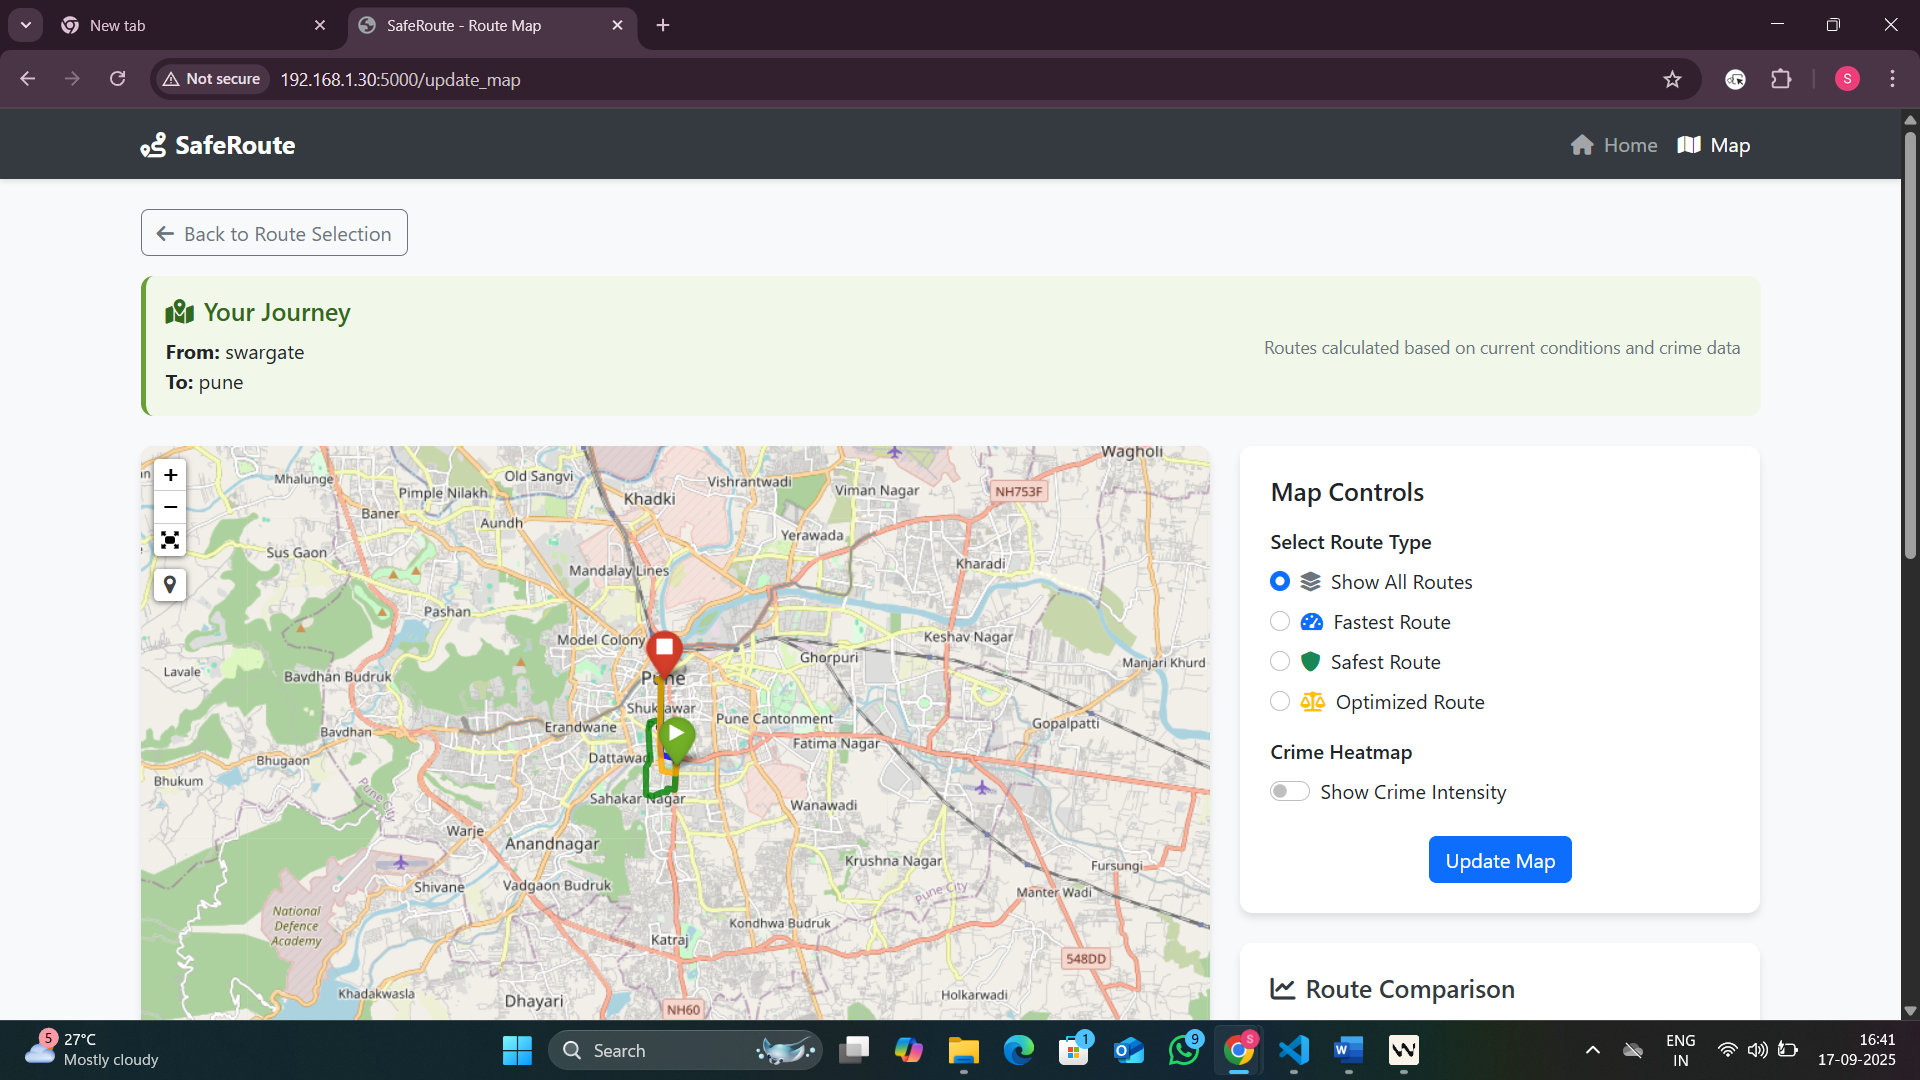 New tab
SafeRoute - Route Map
Not secure
192.168.1.30:5000/update_map
S
SafeRoute
Home
Map
Back to Route Selection
Your Journey
From: swargate
To: pune
Routes calculated based on current conditions and crime data
+
−
Wagholi
Mhalunge
Old Sangvi
Vishrantwadi
Pimple Nilakh
Khadki
Viman Nagar
NH753F
Baner
Aundh
Yerawada
Sus Gaon
Kharadi
Mandalay Lines
Pashan
Model Colony
Keshav Nagar
Ghorpuri
Manjari Khurd
Lavale
Bavdhan Budruk
Pune
Shukrawar
Pune Cantonment
Erandwane
Gopalpatti
Bavdhan
Fatima Nagar
Dattawad
Bhugaon
Bhukum
Pune City
Sahakar Nagar
Wanawadi
Warje
Anandnagar
Krushna Nagar
Fursungi
Shivane
Vadgaon Budruk
Pune City
Manter Wadi
National
Defence
Academy
Kondhwa Budruk
Katraj
548DD
Khadakwasla
Dhayari
NH60
Holkarwadi
Map Controls
Select Route Type
Show All Routes
Fastest Route
Safest Route
Optimized Route
Crime Heatmap
Show Crime Intensity
Update Map
Route Comparison
5
27°C
Mostly cloudy
Search
1
9
S
ENG
IN
16:41
17-09-2025